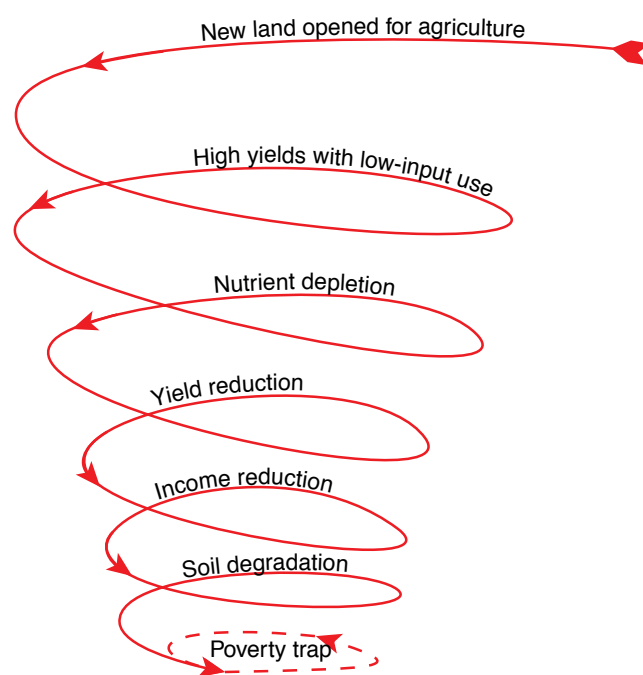 New land opened for agriculture
High yields with low-input use
Nutrient depletion
Yield reduction
Income reduction
Soil degradation
Poverty trap